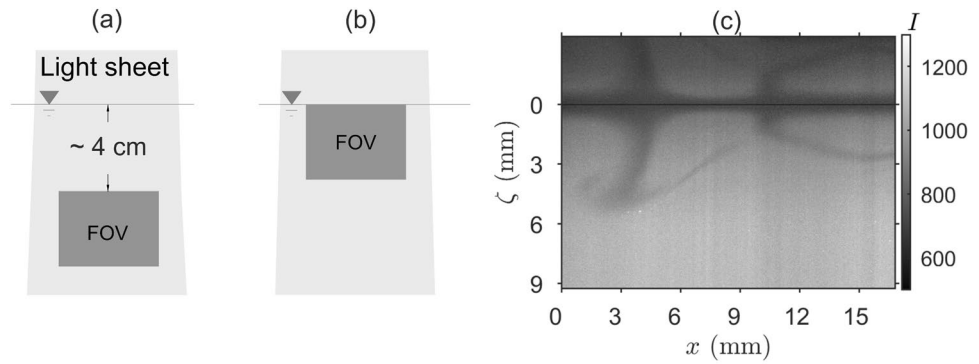 (a)
(b)
(c)
Light sheet
~ 4 cm
FOV
FOV
I
1200
1000
800
600
0
3
6
9
ζ (mm)
0 3 6 9 12 15
x (mm)